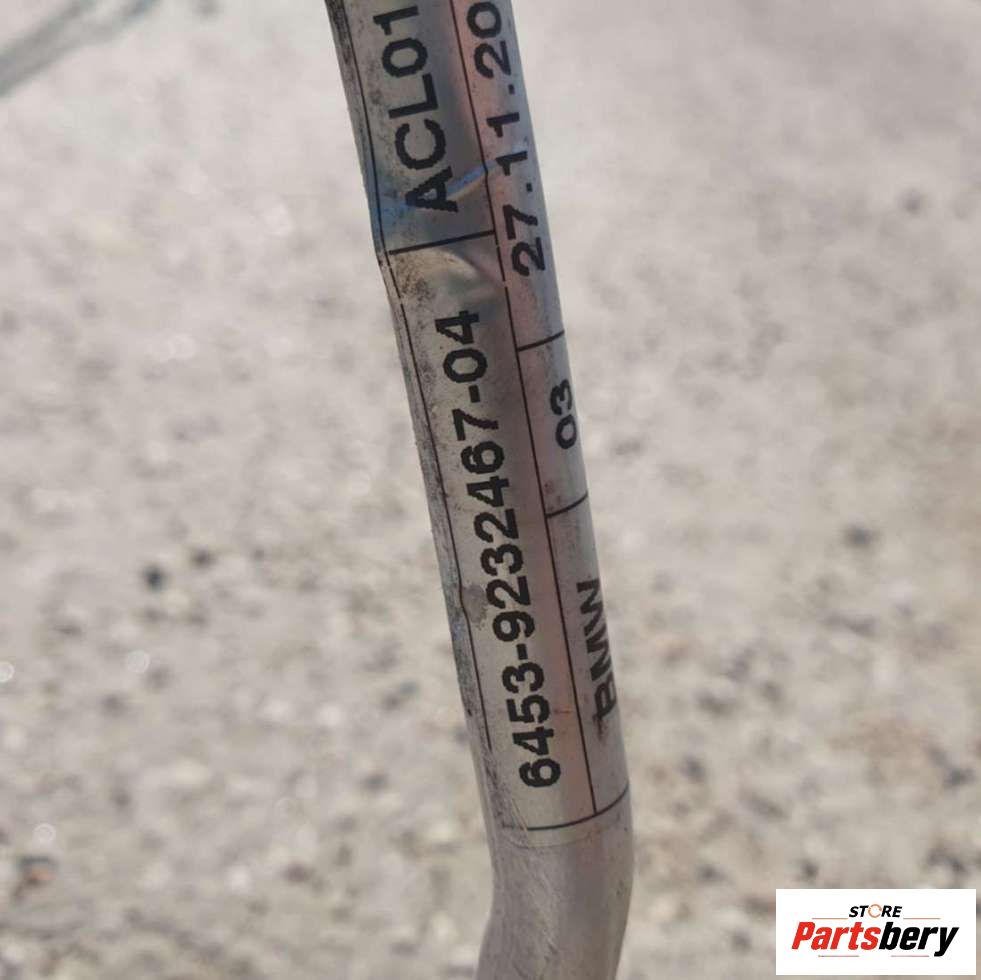 6453-9232467-04 ACL01
BMW 03 27.11.20
STORE
Partsbery